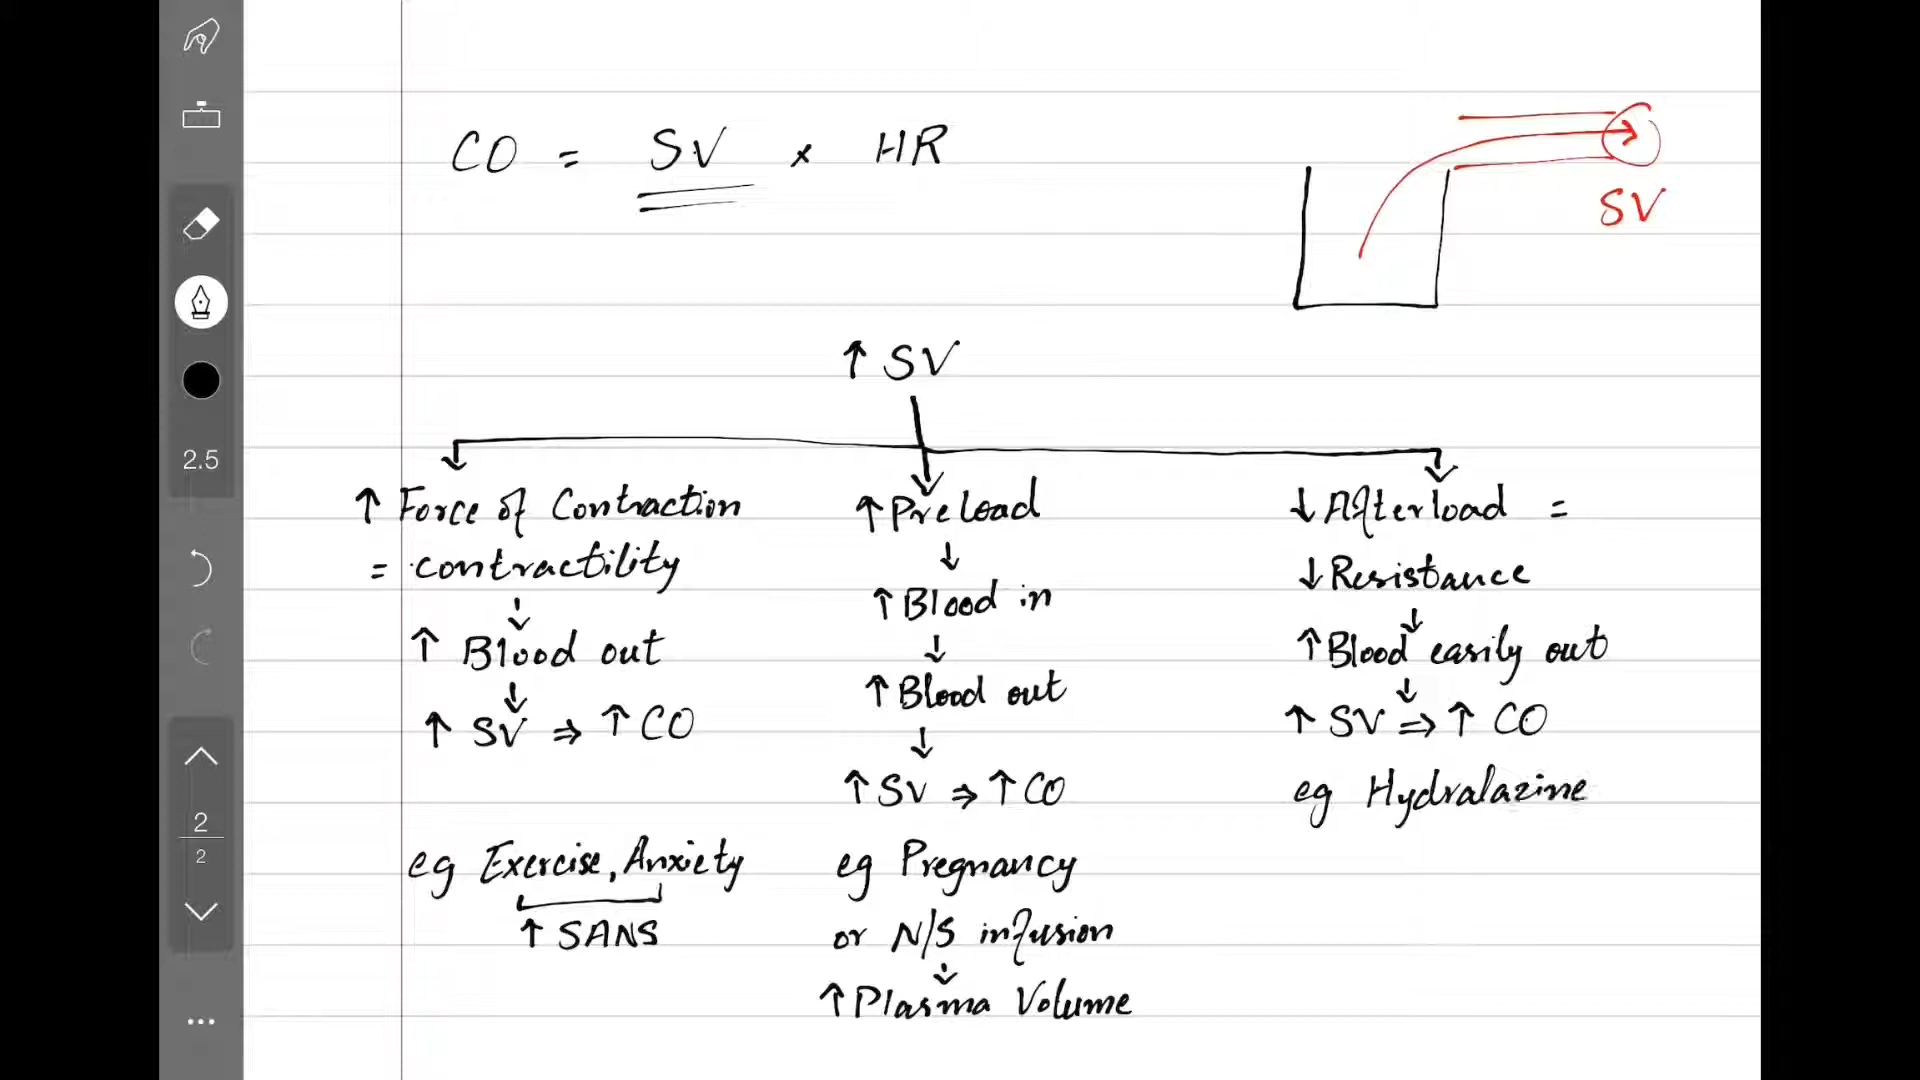 CO = SV × HR
SV
↑ SV
↑ Force of Contraction
= contractility
↓
↑ Blood out
↓
↑ SV ⇒ ↑ CO
eg Exercise, Anxiety
↑ SANS
↑ Preload
↓
↑ Blood in
↓
↑ Blood out
↓
↑ SV ⇒ ↑ CO
eg Pregnancy
or N/S infusion
↓
↑ Plasma Volume
↓ Afterload =
↓ Resistance
↓
↑ Blood easily out
↓
↑ SV ⇒ ↑ CO
eg Hydralazine
2.5
2
2